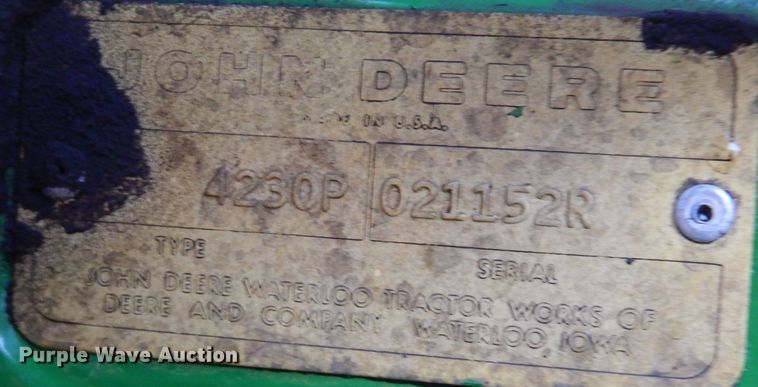 JOHN DEERE
MADE IN U.S.A.
4230P 021152R
TYPE SERIAL
JOHN DEERE WATERLOO TRACTOR WORKS OF
DEERE AND COMPANY WATERLOO, IOWA
Purple Wave Auction